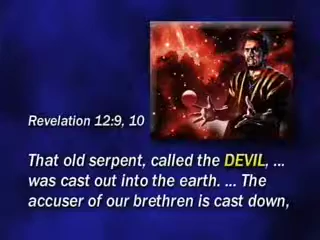 Revelation 12:9, 10
That old serpent, called the DEVIL, ...
was cast out into the earth. ... The
accuser of our brethren is cast down,